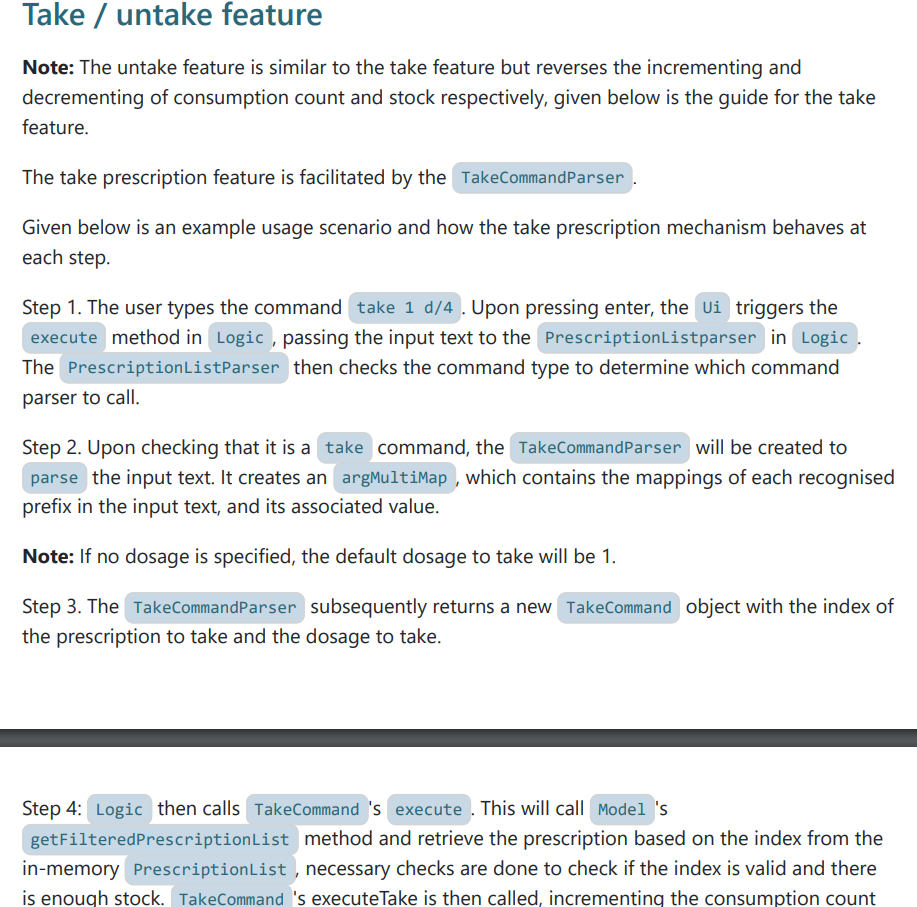 Take / untake feature
Note: The untake feature is similar to the take feature but reverses the incrementing and
decrementing of consumption count and stock respectively, given below is the guide for the take
feature.
The take prescription feature is facilitated by the TakeCommandParser.
Given below is an example usage scenario and how the take prescription mechanism behaves at
each step.
Step 1. The user types the command take 1 d/4. Upon pressing enter, the Ui triggers the
execute method in Logic, passing the input text to the PrescriptionListparser in Logic.
The PrescriptionListParser then checks the command type to determine which command
parser to call.
Step 2. Upon checking that it is a take command, the TakeCommandParser will be created to
parse the input text. It creates an argMultiMap, which contains the mappings of each recognised
prefix in the input text, and its associated value.
Note: If no dosage is specified, the default dosage to take will be 1.
Step 3. The TakeCommandParser subsequently returns a new TakeCommand object with the index of
the prescription to take and the dosage to take.
Step 4: Logic then calls TakeCommand's execute. This will call Model's
getFilteredPrescriptionList method and retrieve the prescription based on the index from the
in-memory PrescriptionList, necessary checks are done to check if the index is valid and there
is enough stock. TakeCommand's executeTake is then called, incrementing the consumption count